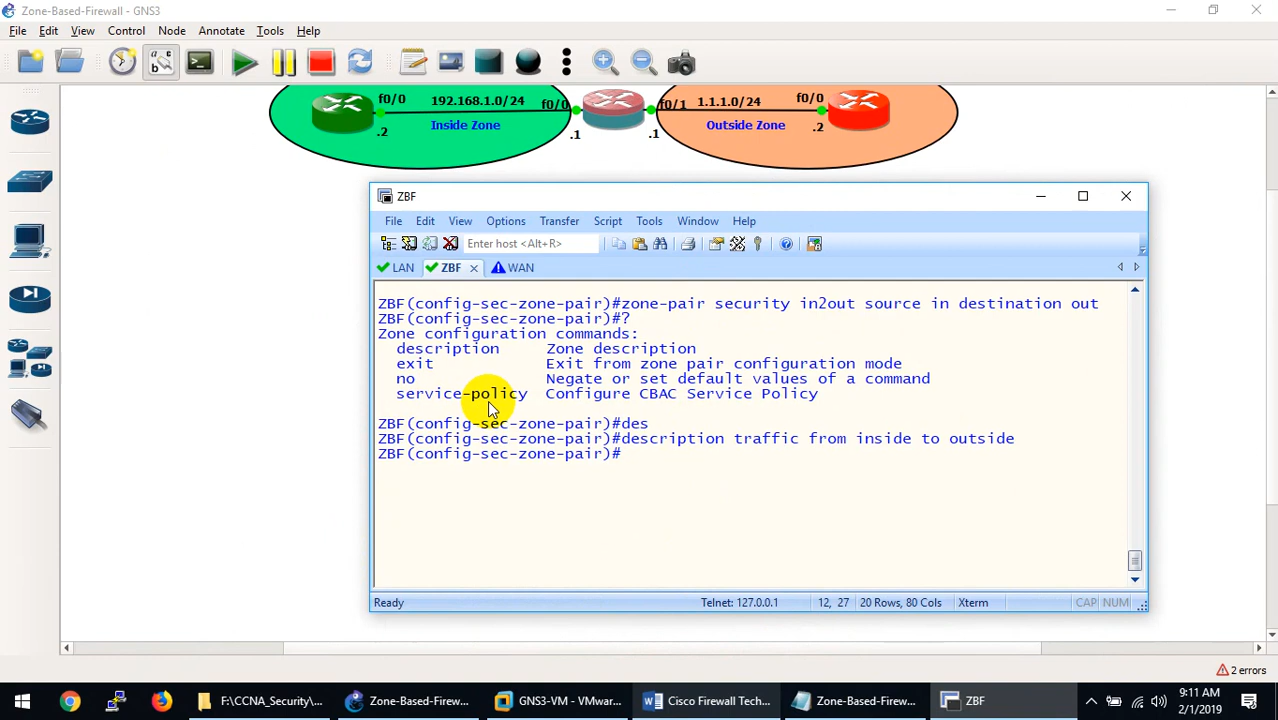 Zone-Based-Firewall - GNS3
File Edit View Control Node Annotate Tools Help
f0/0 192.168.1.0/24 f0/0 f0/1 1.1.1.0/24 f0/0
Inside Zone Outside Zone
.2 .1 .1 .2
ZBF
File Edit View Options Transfer Script Tools Window Help
Enter host <Alt+R>
LAN ZBF WAN
ZBF(config-sec-zone-pair)#zone-pair security in2out source in destination out
ZBF(config-sec-zone-pair)#?
Zone configuration commands:
description Zone description
exit Exit from zone pair configuration mode
no Negate or set default values of a command
service-policy Configure CBAC Service Policy
ZBF(config-sec-zone-pair)#des
ZBF(config-sec-zone-pair)#description traffic from inside to outside
ZBF(config-sec-zone-pair)#
Ready Telnet: 127.0.0.1 12, 27 20 Rows, 80 Cols Xterm CAP NUM
2 errors
F:\CCNA_Security\... Zone-Based-Firew... GNS3-VM - VMwar... Cisco Firewall Tech... Zone-Based-Firew... ZBF
9:11 AM
2/1/2019